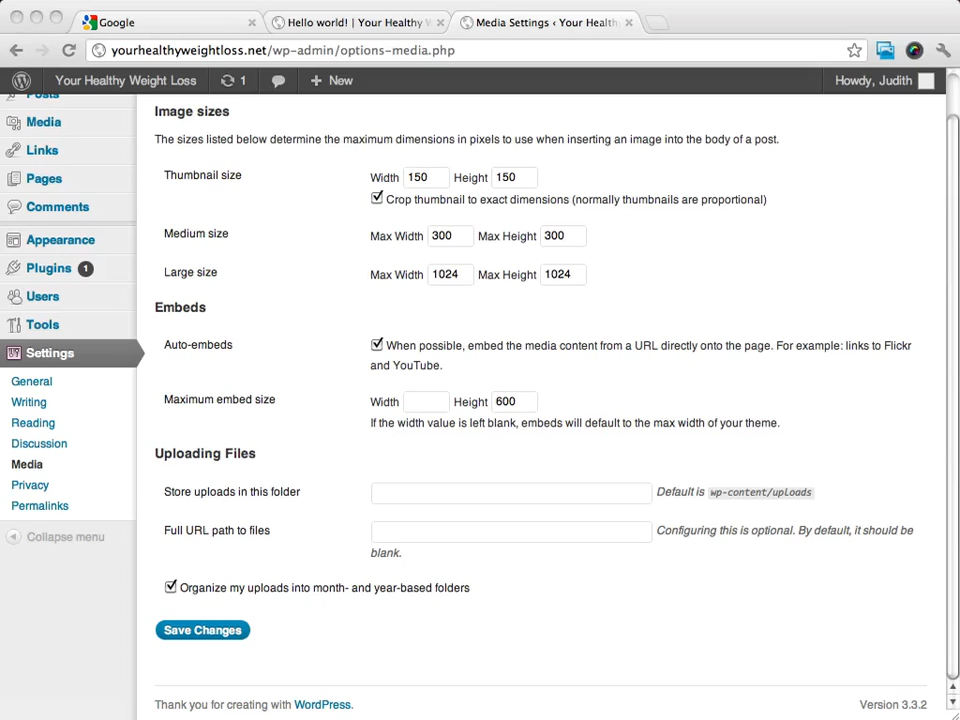 Google
Hello world! | Your Healthy W
Media Settings ‹ Your Health
yourhealthyweightloss.net/wp-admin/options-media.php
Your Healthy Weight Loss 1 New Howdy, Judith
Posts
Media
Links
Pages
Comments
Appearance
Plugins 1
Users
Tools
Settings
General
Writing
Reading
Discussion
Media
Privacy
Permalinks
Collapse menu
Image sizes
The sizes listed below determine the maximum dimensions in pixels to use when inserting an image into the body of a post.
Thumbnail size Width 150 Height 150
Crop thumbnail to exact dimensions (normally thumbnails are proportional)
Medium size Max Width 300 Max Height 300
Large size Max Width 1024 Max Height 1024
Embeds
Auto-embeds When possible, embed the media content from a URL directly onto the page. For example: links to Flickr
and YouTube.
Maximum embed size Width Height 600
If the width value is left blank, embeds will default to the max width of your theme.
Uploading Files
Store uploads in this folder Default is wp-content/uploads
Full URL path to files Configuring this is optional. By default, it should be
blank.
Organize my uploads into month- and year-based folders
Save Changes
Thank you for creating with WordPress. Version 3.3.2